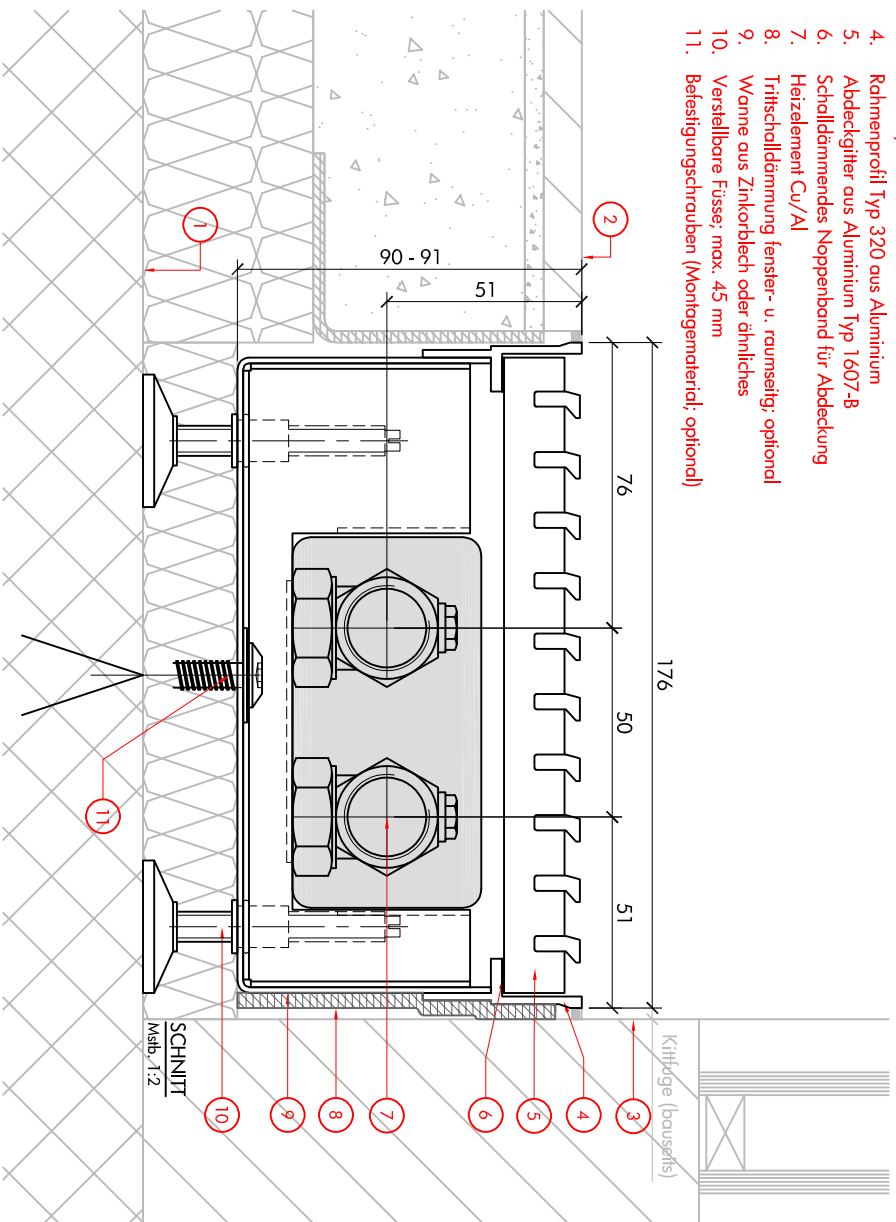 4. Rahmenprofil Typ 320 aus Aluminium
5. Abdeckgitter aus Aluminium Typ 1607-B
6. Schalldämmendes Noppenband für Abdeckung
7. Heizelement Cu/Al
8. Trittschalldämmung fenster- u. raumseitig; optional
9. Wanne aus Zinkorblech oder ähnliches
10. Verstellbare Füsse; max. 45 mm
11. Befestigungschrauben (Montagematerial; optional)
1
2
90 - 91
51
76
176
50
51
11
Kittfuge (bauseits)
SCHNITT
Mstb. 1:2
10
9
8
7
6
5
4
3